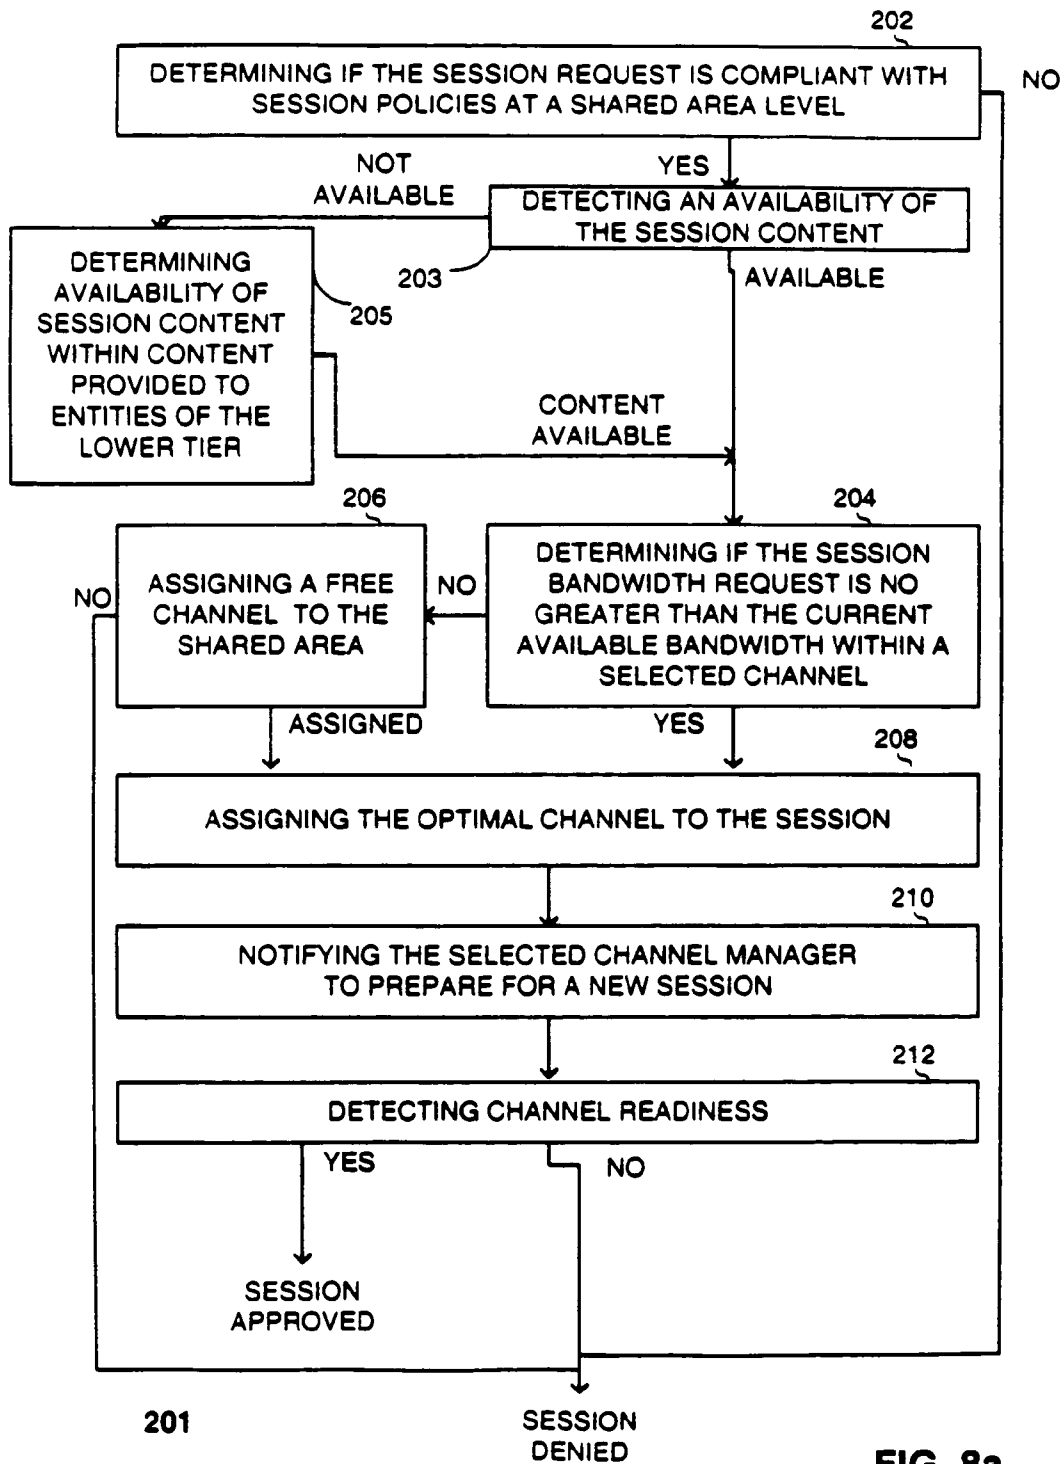 202
DETERMINING IF THE SESSION REQUEST IS COMPLIANT WITH
SESSION POLICIES AT A SHARED AREA LEVEL
NO
NOT
AVAILABLE
YES
DETECTING AN AVAILABILITY OF
THE SESSION CONTENT
203
AVAILABLE
DETERMINING
AVAILABILITY OF
SESSION CONTENT
WITHIN CONTENT
PROVIDED TO
ENTITIES OF THE
LOWER TIER
205
CONTENT
AVAILABLE
206
204
NO
ASSIGNING A FREE
CHANNEL TO THE
SHARED AREA
NO
DETERMINING IF THE SESSION
BANDWIDTH REQUEST IS NO
GREATER THAN THE CURRENT
AVAILABLE BANDWIDTH WITHIN A
SELECTED CHANNEL
ASSIGNED
YES
208
ASSIGNING THE OPTIMAL CHANNEL TO THE SESSION
210
NOTIFYING THE SELECTED CHANNEL MANAGER
TO PREPARE FOR A NEW SESSION
212
DETECTING CHANNEL READINESS
YES
NO
SESSION
APPROVED
201
SESSION
DENIED
FIG. 8a